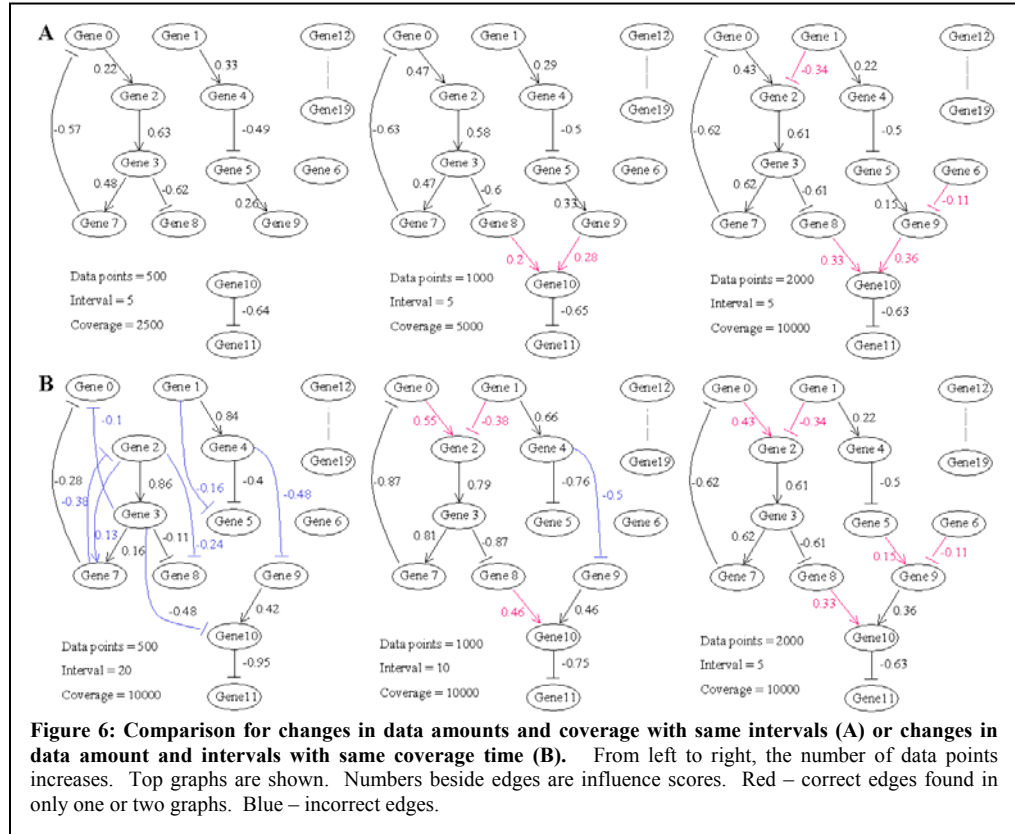 A
Gene 0
Gene 1
Gene12
0.22
0.33
Gene 2
Gene 4
Gene19
-0.57
0.63
-0.49
Gene 3
Gene 5
Gene 6
0.48
-0.62
0.26
Gene 7
Gene 8
Gene 9
Data points = 500
Interval = 5
Coverage = 2500
Gene10
-0.64
Gene11
Gene 0
Gene 1
Gene12
0.47
0.29
Gene 2
Gene 4
Gene19
-0.63
0.58
-0.5
Gene 3
Gene 5
Gene 6
0.47
-0.6
0.33
Gene 7
Gene 8
Gene 9
0.2
0.28
Data points = 1000
Interval = 5
Coverage = 5000
Gene10
-0.65
Gene11
Gene 0
Gene 1
Gene12
0.43
-0.34
0.22
Gene 2
Gene 4
Gene19
-0.62
0.61
-0.5
Gene 3
Gene 5
Gene 6
0.62
-0.61
0.15
-0.11
Gene 7
Gene 8
Gene 9
0.33
0.36
Data points = 2000
Interval = 5
Coverage = 10000
Gene10
-0.63
Gene11
B
Gene 0
Gene 1
Gene12
-0.1
0.84
Gene 2
Gene 4
Gene19
-0.28
-0.38
0.86
-0.16
-0.4
-0.48
Gene 3
Gene 5
Gene 6
0.13
0.16
-0.11
-0.24
Gene 7
Gene 8
Gene 9
-0.48
0.42
Data points = 500
Interval = 20
Coverage = 10000
Gene10
-0.95
Gene11
Gene 0
Gene 1
Gene12
0.55
-0.38
0.66
Gene 2
Gene 4
Gene19
-0.87
0.79
-0.76
-0.5
Gene 3
Gene 5
Gene 6
0.81
-0.87
Gene 7
Gene 8
Gene 9
0.46
0.46
Data points = 1000
Interval = 10
Coverage = 10000
Gene10
-0.75
Gene11
Gene 0
Gene 1
Gene12
0.43
-0.34
0.22
Gene 2
Gene 4
Gene19
-0.62
0.61
-0.5
Gene 3
Gene 5
Gene 6
0.62
-0.61
0.15
-0.11
Gene 7
Gene 8
Gene 9
0.33
0.36
Data points = 2000
Interval = 5
Coverage = 10000
Gene10
-0.63
Gene11
Figure 6: Comparison for changes in data amounts and coverage with same intervals (A) or changes in
data amount and intervals with same coverage time (B). From left to right, the number of data points
increases. Top graphs are shown. Numbers beside edges are influence scores. Red – correct edges found in
only one or two graphs. Blue – incorrect edges.